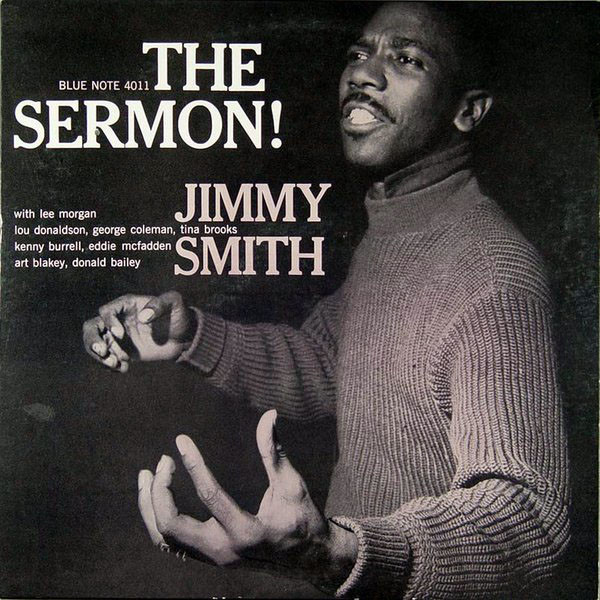 THE
BLUE NOTE 4011
SERMON!
JIMMY
SMITH
with lee morgan
lou donaldson, george coleman, tina brooks
kenny burrell, eddie mcfadden
art blakey, donald bailey